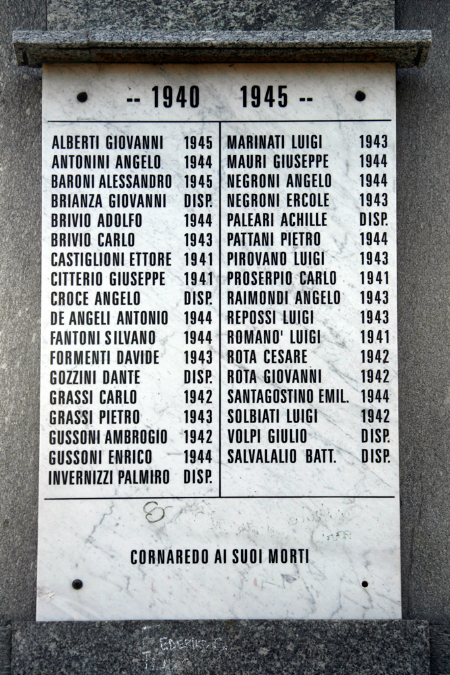 -- 1940 1945 --
ALBERTI GIOVANNI 1945
ANTONINI ANGELO 1944
BARONI ALESSANDRO 1945
BRIANZA GIOVANNI DISP.
BRIVIO ADOLFO 1944
BRIVIO CARLO 1943
CASTIGLIONI ETTORE 1941
CITTERIO GIUSEPPE 1941
CROCE ANGELO DISP.
DE ANGELI ANTONIO 1944
FANTONI SILVANO 1944
FORMENTI DAVIDE 1943
GOZZINI DANTE DISP.
GRASSI CARLO 1942
GRASSI PIETRO 1943
GUSSONI AMBROGIO 1942
GUSSONI ENRICO 1944
INVERNIZZI PALMIRO DISP.
MARINATI LUIGI 1943
MAURI GIUSEPPE 1944
NEGRONI ANGELO 1944
NEGRONI ERCOLE 1943
PALEARI ACHILLE DISP.
PATTANI PIETRO 1944
PIROVANO LUIGI 1943
PROSERPIO CARLO 1941
RAIMONDI ANGELO 1943
REPOSSI LUIGI 1943
ROMANO' LUIGI 1941
ROTA CESARE 1942
ROTA GIOVANNI 1942
SANTAGOSTINO EMIL. 1944
SOLBIATI LUIGI 1942
VOLPI GIULIO DISP.
SALVALALIO BATT. DISP.
CORNAREDO AI SUOI MORTI